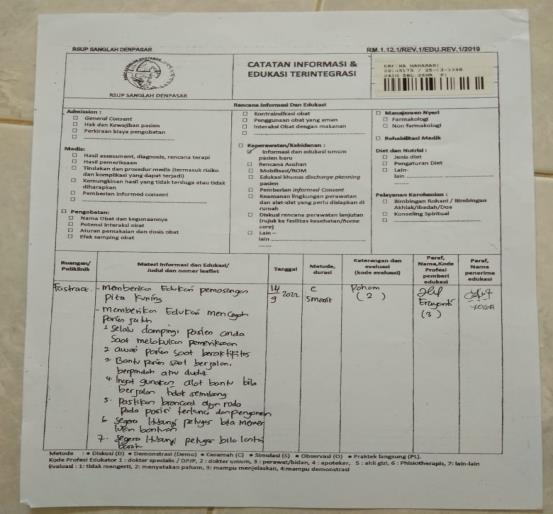 RSUP SANGLAH DENPASAR
RM.1.12.1/REV.1/EDU.REV.1/2019
RSUP SANGLAH DENPASAR
CATATAN INFORMASI &
EDUKASI TERINTEGRASI
Rencana Informasi Dan Edukasi
Admission :
General Consent
Hak dan Kewajiban pasien
Perkiraan biaya pengobatan
Medis:
Hasil assessment, diagnosis, rencana terapi
Hasil pemeriksaan
Tindakan dan prosedur medis (termasuk risiko
dan komplikasi yang dapat terjadi)
Kemungkinan hasil yang tidak terduga atau tidak
diharapkan
Pemberian informed consent
Pengobatan:
Nama Obat dan kegunaannya
Potensi interaksi obat
Aturan pemakaian dan dosis obat
Efek samping obat
Kontraindikasi obat
Penggunaan obat yang aman
Interaksi Obat dengan makanan
Keperawatan/Kebidanan :
Informasi dan edukasi umum
pasien baru
Rencana Asuhan
Mobilisasi/ROM
Edukasi khusus discharge planning
pasien
Pemberian informed Consent
Keamanan lingkungan perawatan
dan alat-alat yang perlu disiapkan di
rumah
Diskusi rencana perawatan lanjutan
(rujuk ke fasilitas kesehatan/home
care)
Lain –
lain
Manajemen Nyeri
Farmakologi
Non farmakologi
Rehabilitasi Medik
Diet dan Nutrisi :
Jenis diet
Pengaturan Diet
Lain-
lain
Pelayanan Kerohanian :
Bimbingan Rohani / Bimbingan
Akhlak/Ibadah/Doa
Konseling Spiritual
Ruangan/
Poliklinik
Materi Informasi dan Edukasi/
Judul dan nomer leaflet
Tanggal
Metode,
durasi
Keterangan dan
evaluasi
(kode evaluasi)
Paraf,
Nama,Kode
Profesi
pemberi
edukasi
Paraf,
Nama
penerima
edukasi
- Memberikan Edukasi pemasangan
pita kuning
- memberikan Edukasi mencegah
pasien jatuh
1. Selalu dampingi pasien anda
saat melakukan pemeriksaan
2. awasi pasien saat beraktifitas
3. Bantu pasien saat berjalan,
berpindah atau duduk
4. Ingat gunakan alat bantu bila
berjalan tidak seimbang
5. Pastikan brancard dgn roda
pada posisi terkunci dan pengaman
6. Segera hubungi petugas bila memer
lukan bantuan
7. Segera hubungi petugas bila lantai
14/9 2022
C
5 menit
Paham
( 2 )
(3)
Metode : • Diskusi (D) • Demonstrasi (Demo) • Ceramah (C) • Simulasi (S) • Observasi (O) • Praktek langsung (PL).
Kode Profesi Edukator 1 : dokter spesialis / DPJP, 2 : dokter umum, 3 : perawat/bidan, 4 : apoteker, 5 : ahli gizi, 6 : Phisiotherapis, 7: lain-lain
Evaluasi : 1: tidak mengerti, 2: menyatakan paham, 3: mampu menjelaskan, 4:mampu demonstrasi